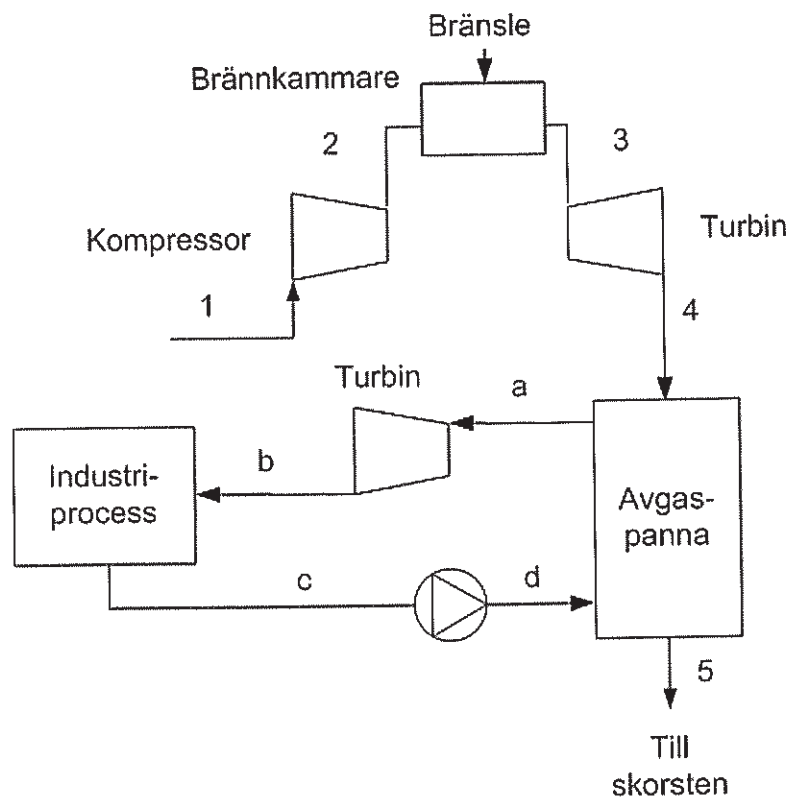 Bränsle
Brännkammare
2
3
Kompressor
Turbin
1
4
Turbin
a
b
Industri-
process
Avgas-
panna
c
d
5
Till
skorsten